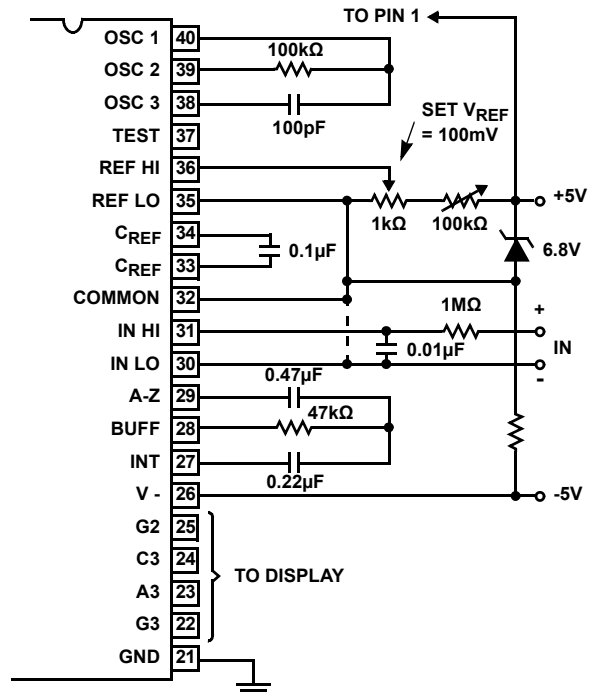 TO PIN 1
OSC 1 40
100kΩ
OSC 2 39
OSC 3 38
100pF
SET VREF
= 100mV
TEST 37
REF HI 36
REF LO 35
+5V
1kΩ
100kΩ
CREF 34
0.1µF
6.8V
CREF 33
COMMON 32
1MΩ
+
IN HI 31
IN
0.01µF
IN LO 30
-
0.47µF
A-Z 29
47kΩ
BUFF 28
INT 27
0.22µF
V - 26
-5V
G2 25
C3 24
TO DISPLAY
A3 23
G3 22
GND 21